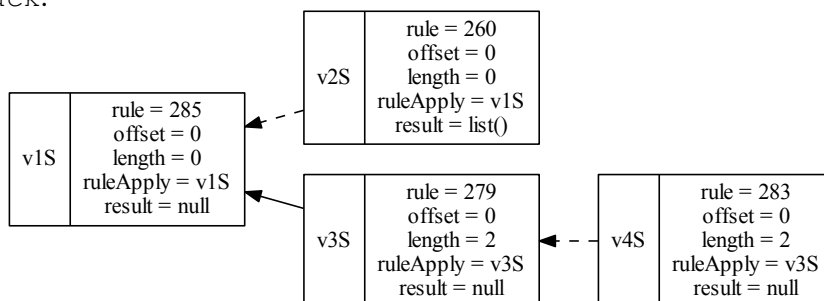 v1S
rule = 285
offset = 0
length = 0
ruleApply = v1S
result = null
v2S
rule = 260
offset = 0
length = 0
ruleApply = v1S
result = list()
v3S
rule = 279
offset = 0
length = 2
ruleApply = v3S
result = null
v4S
rule = 283
offset = 0
length = 2
ruleApply = v3S
result = null